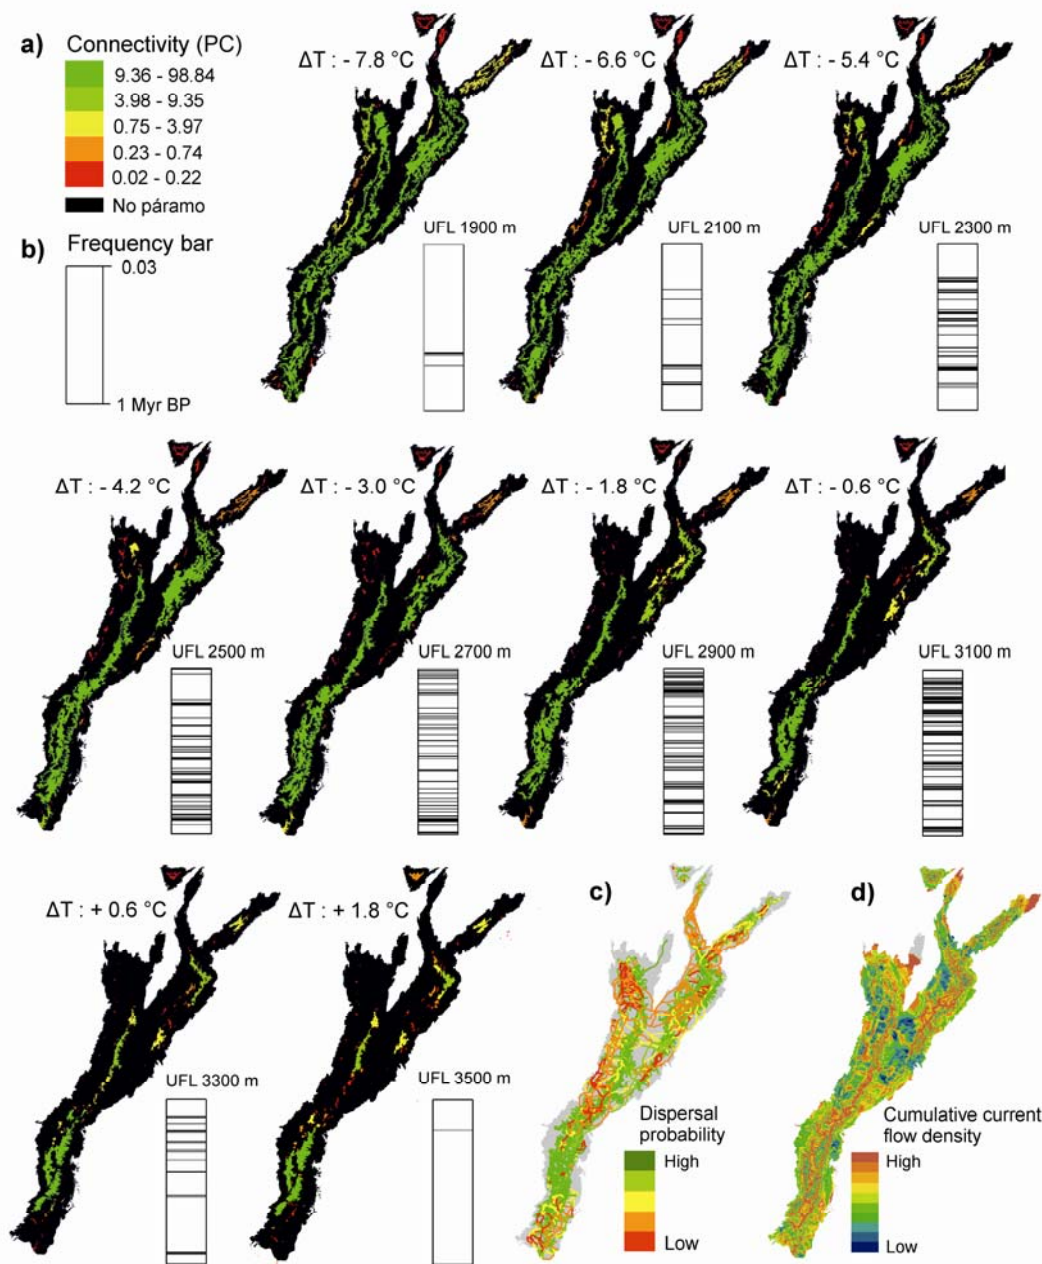 a) Connectivity (PC)
9.36 - 98.84
3.98 - 9.35
0.75 - 3.97
0.23 - 0.74
0.02 - 0.22
No páramo
b) Frequency bar
0.03
1 Myr BP
ΔT : - 7.8 °C
UFL 1900 m
ΔT : - 6.6 °C
UFL 2100 m
ΔT : - 5.4 °C
UFL 2300 m
ΔT : - 4.2 °C
UFL 2500 m
ΔT : - 3.0 °C
UFL 2700 m
ΔT : - 1.8 °C
UFL 2900 m
ΔT : - 0.6 °C
UFL 3100 m
ΔT : + 0.6 °C
UFL 3300 m
ΔT : + 1.8 °C
UFL 3500 m
c)
Dispersal
probability
High
Low
d)
Cumulative current
flow density
High
Low